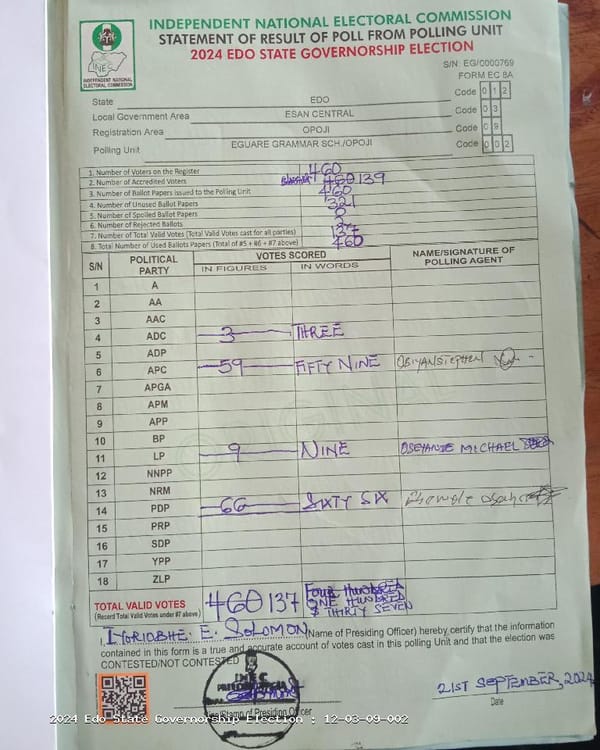 INDEPENDENT NATIONAL ELECTORAL COMMISSION
STATEMENT OF RESULT OF POLL FROM POLLING UNIT
2024 EDO STATE GOVERNORSHIP ELECTION
INEC
INDEPENDENT NATIONAL ELECTORAL COMMISSION
S/N: EG/0000769
FORM EC 8A
State EDO Code 0 1 2
Local Government Area ESAN CENTRAL Code 0 3
Registration Area OPOJI Code 0 9
Polling Unit EGUARE GRAMMAR SCH./OPOJI Code 0 0 2
1. Number of Voters on the Register 460
2. Number of Accredited Voters 460 139
3. Number of Ballot Papers issued to the Polling Unit 460
4. Number of Unused Ballot Papers 321
5. Number of Spoiled Ballot Papers 0
6. Number of Rejected Ballots 2
7. Number of Total Valid Votes (Total Valid Votes cast for all parties) 137
8. Total Number of Used Ballots Papers (Total of #5 + #6 + #7 above) 460
S/N POLITICAL PARTY VOTES SCORED NAME/SIGNATURE OF POLLING AGENT
IN FIGURES IN WORDS
1 A
2 AA
3 AAC
4 ADC 3 THREE
5 ADP
6 APC 59 FIFTY NINE OBIYAN STEPHEN
7 APGA
8 APM
9 APP
10 BP
11 LP 9 NINE MICHAEL
12 NNPP
13 NRM
14 PDP 66 SIXTY SIX
15 PRP
16 SDP
17 YPP
18 ZLP
TOTAL VALID VOTES 460 137 FOUR HUNDRED
(Record Total Valid Votes under #7 above) ONE HUNDRED
& THIRTY SEVEN
I, E. SOLOMON (Name of Presiding Officer) hereby certify that the information
contained in this form is a true and accurate account of votes cast in this polling Unit and that the election was
CONTESTED/NOT CONTESTED
INEC
21ST SEPTEMBER, 2024
Sign/Stamp of Presiding Officer Date
2024 Edo State Governorship Election : 12-03-09-002